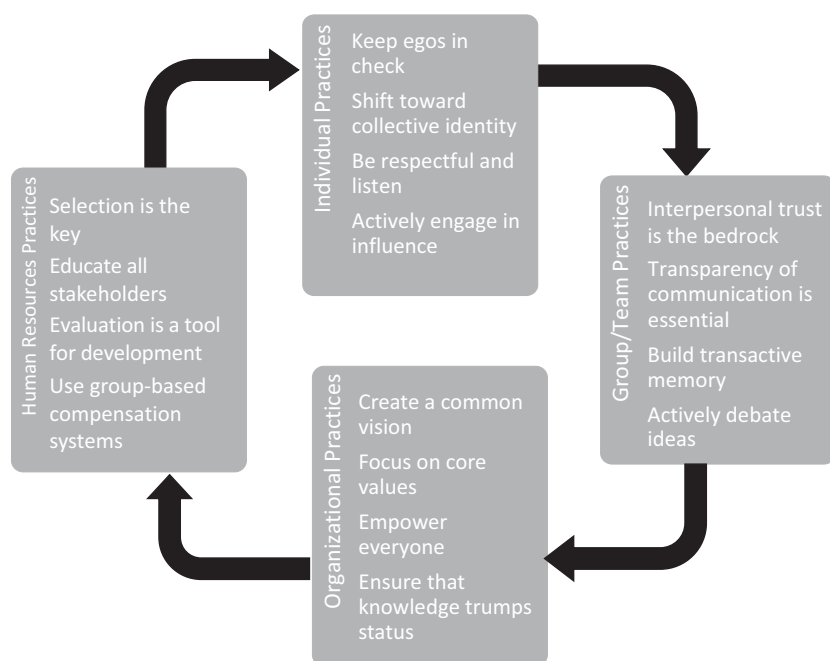 Individual Practices
Keep egos in
check
Shift toward
collective identity
Be respectful and
listen
Actively engage in
influence
Group/Team Practices
Interpersonal trust
is the bedrock
Transparency of
communication is
essential
Build transactive
memory
Actively debate
ideas
Organizational Practices
Create a common
vision
Focus on core
values
Empower
everyone
Ensure that
knowledge trumps
status
Human Resources Practices
Selection is the
key
Educate all
stakeholders
Evaluation is a tool
for development
Use group-based
compensation
systems